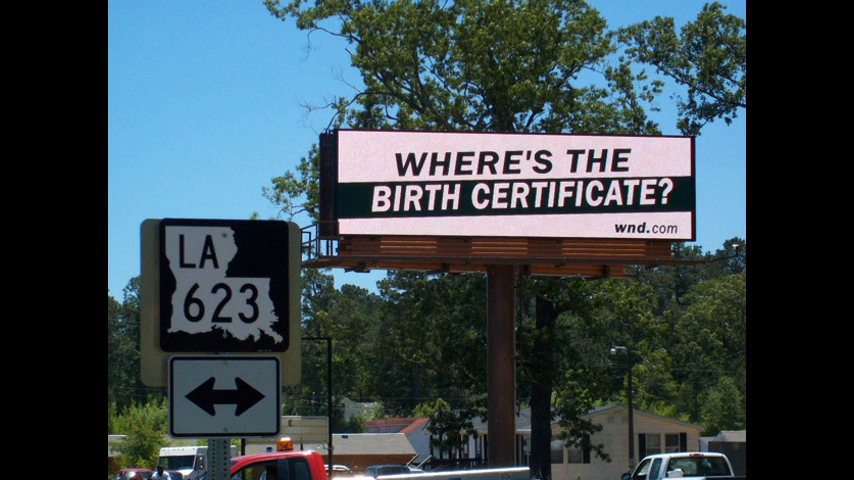 WHERE'S THE
BIRTH CERTIFICATE?
wnd.com
LA
623